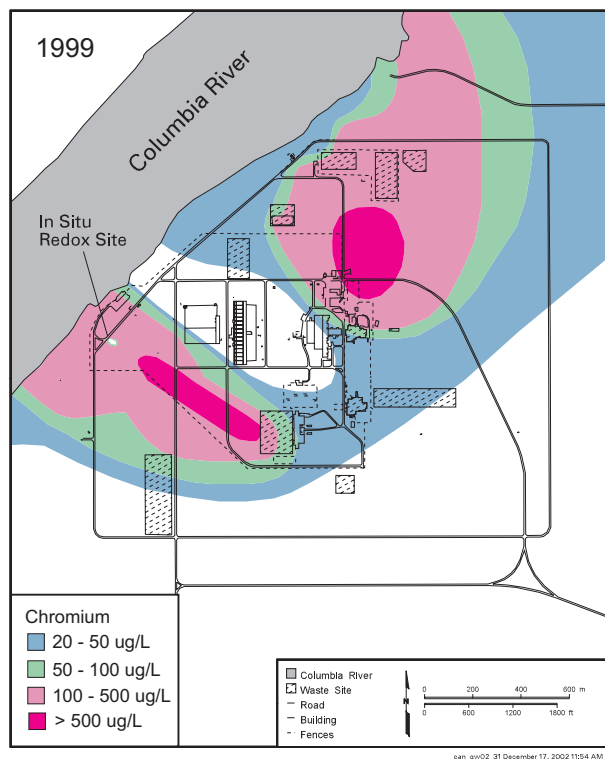 1999
Columbia River
In Situ
Redox Site
Chromium
20 - 50 ug/L
50 - 100 ug/L
100 - 500 ug/L
> 500 ug/L
Columbia River
Waste Site
Road
Building
Fences
N
0 200 400 600 m
0 600 1200 1800 ft
can_gw02_31 December 17, 2002 11:54 AM